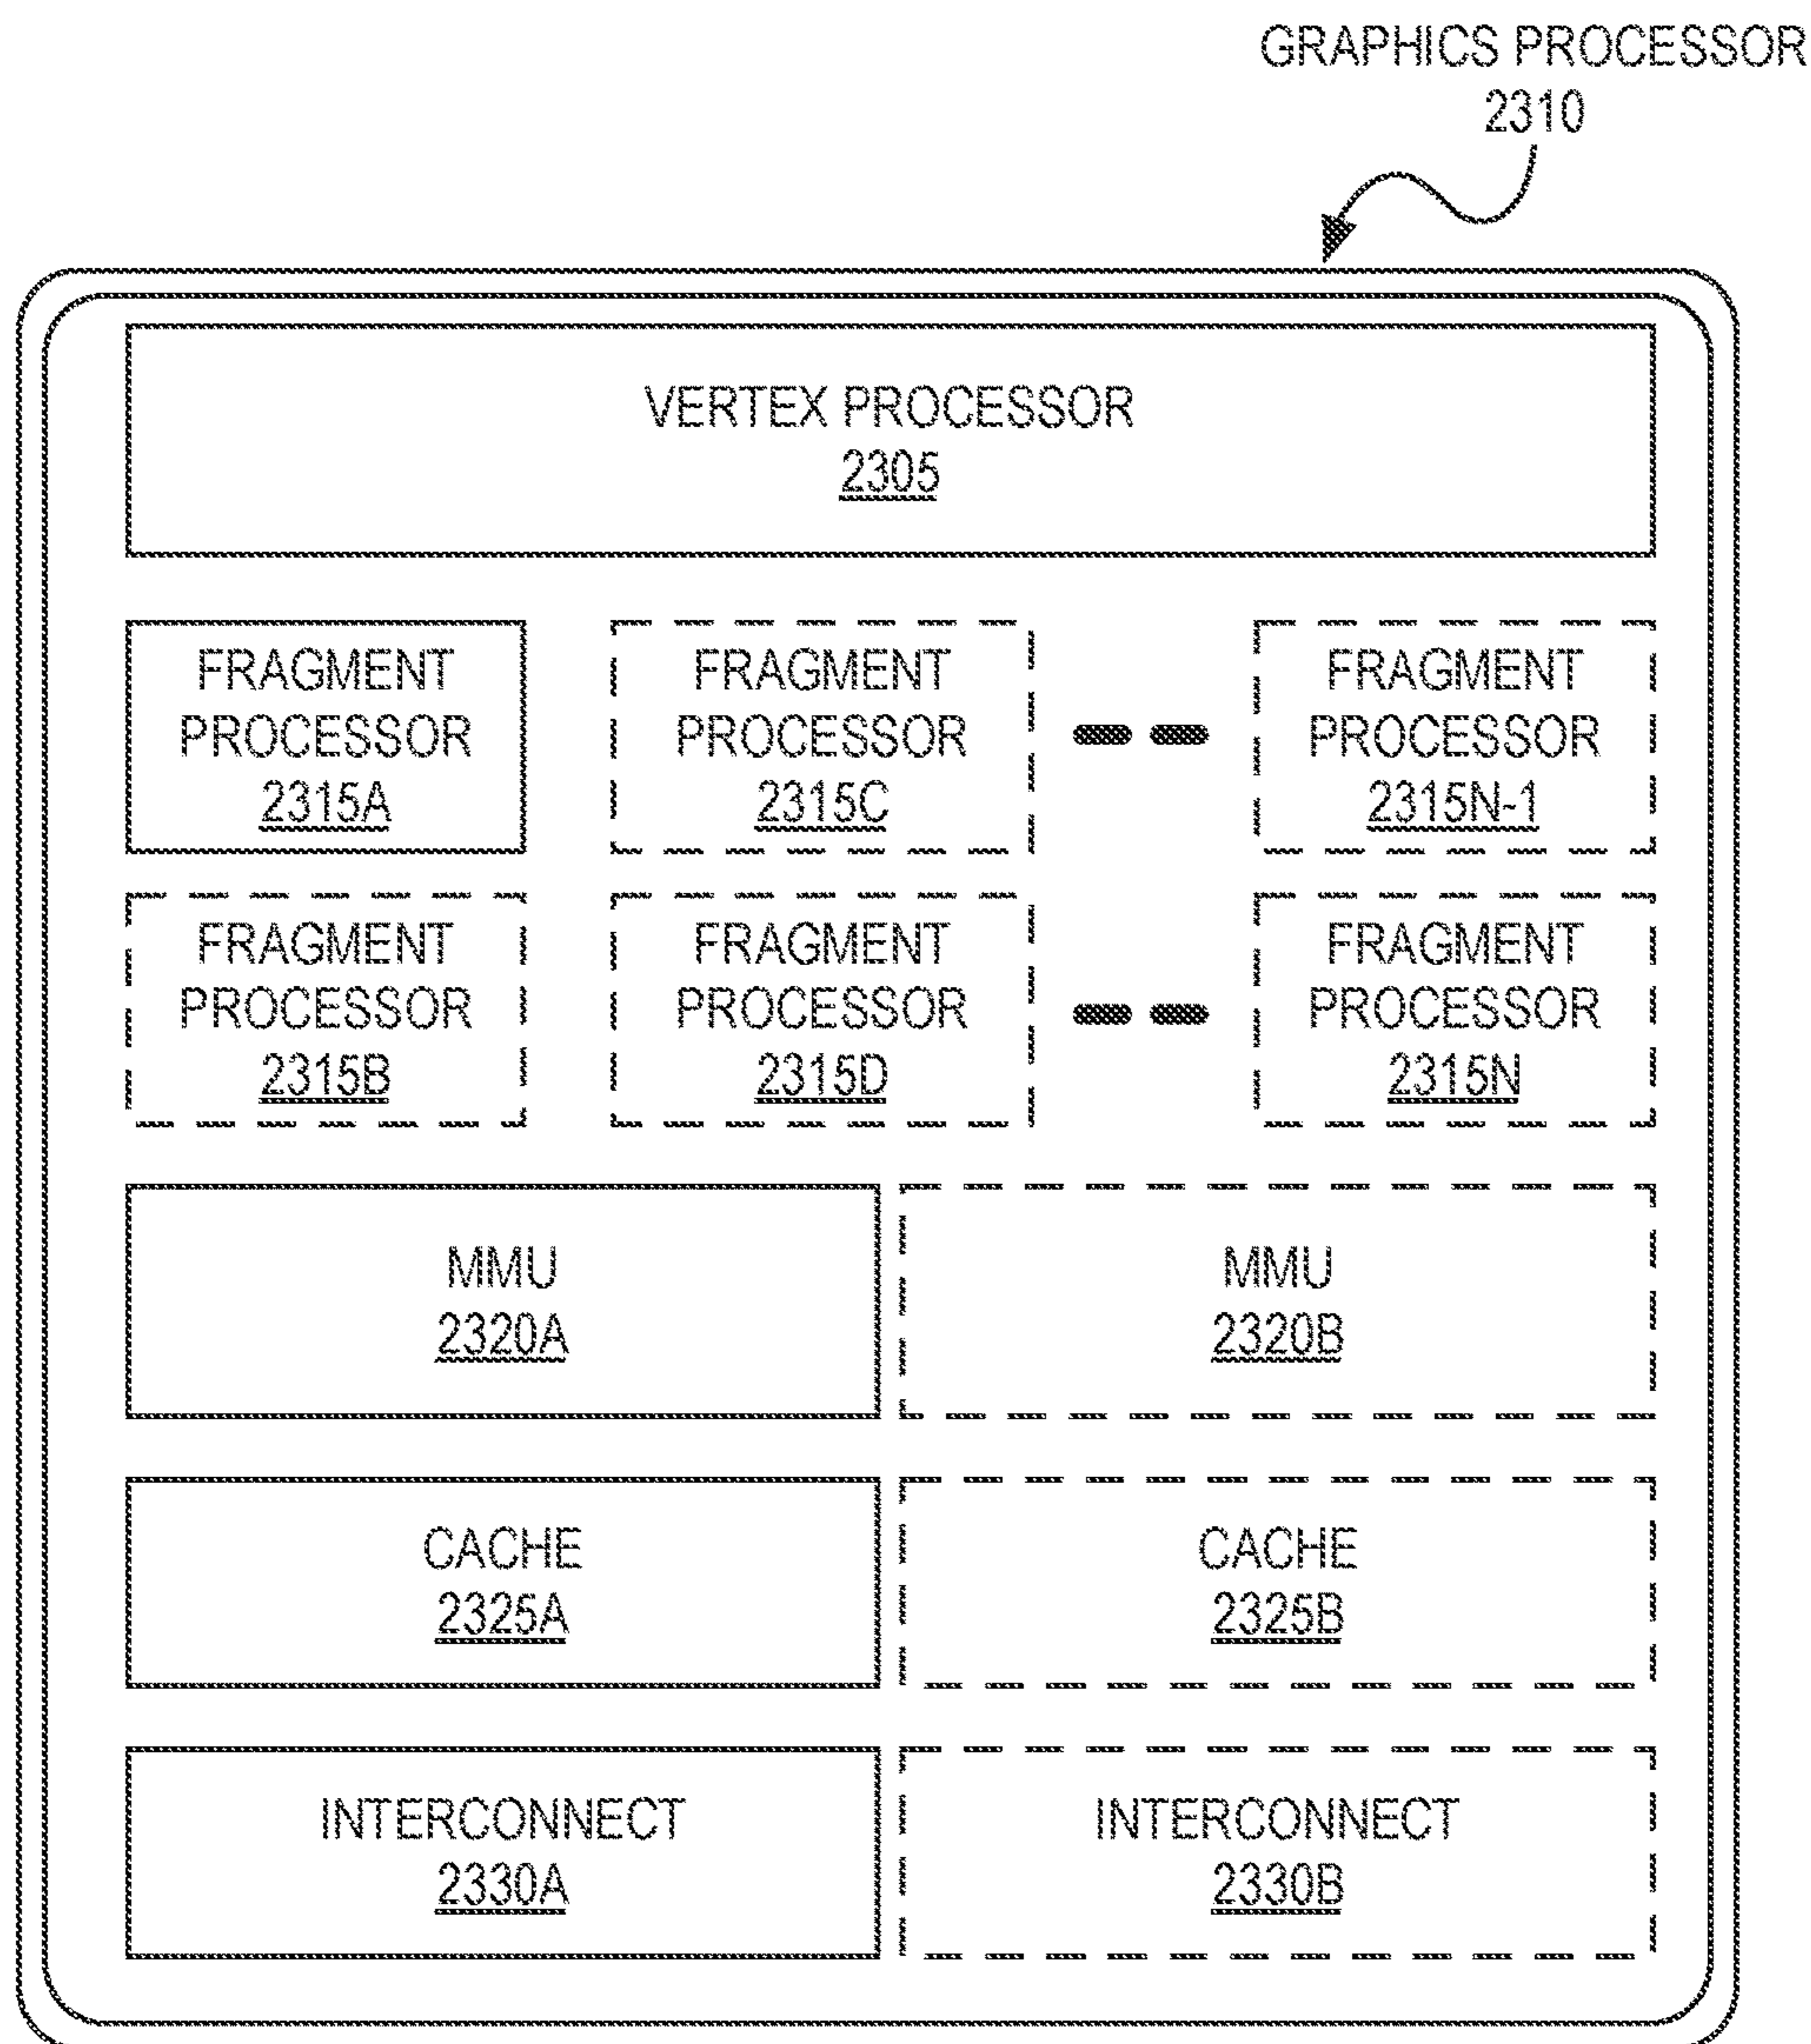 GRAPHICS PROCESSOR
2310
VERTEX PROCESSOR
2305
FRAGMENT
PROCESSOR
2315A
FRAGMENT
PROCESSOR
2315C
FRAGMENT
PROCESSOR
2315N-1
FRAGMENT
PROCESSOR
2315B
FRAGMENT
PROCESSOR
2315D
FRAGMENT
PROCESSOR
2315N
MMU
2320A
MMU
2320B
CACHE
2325A
CACHE
2325B
INTERCONNECT
2330A
INTERCONNECT
2330B